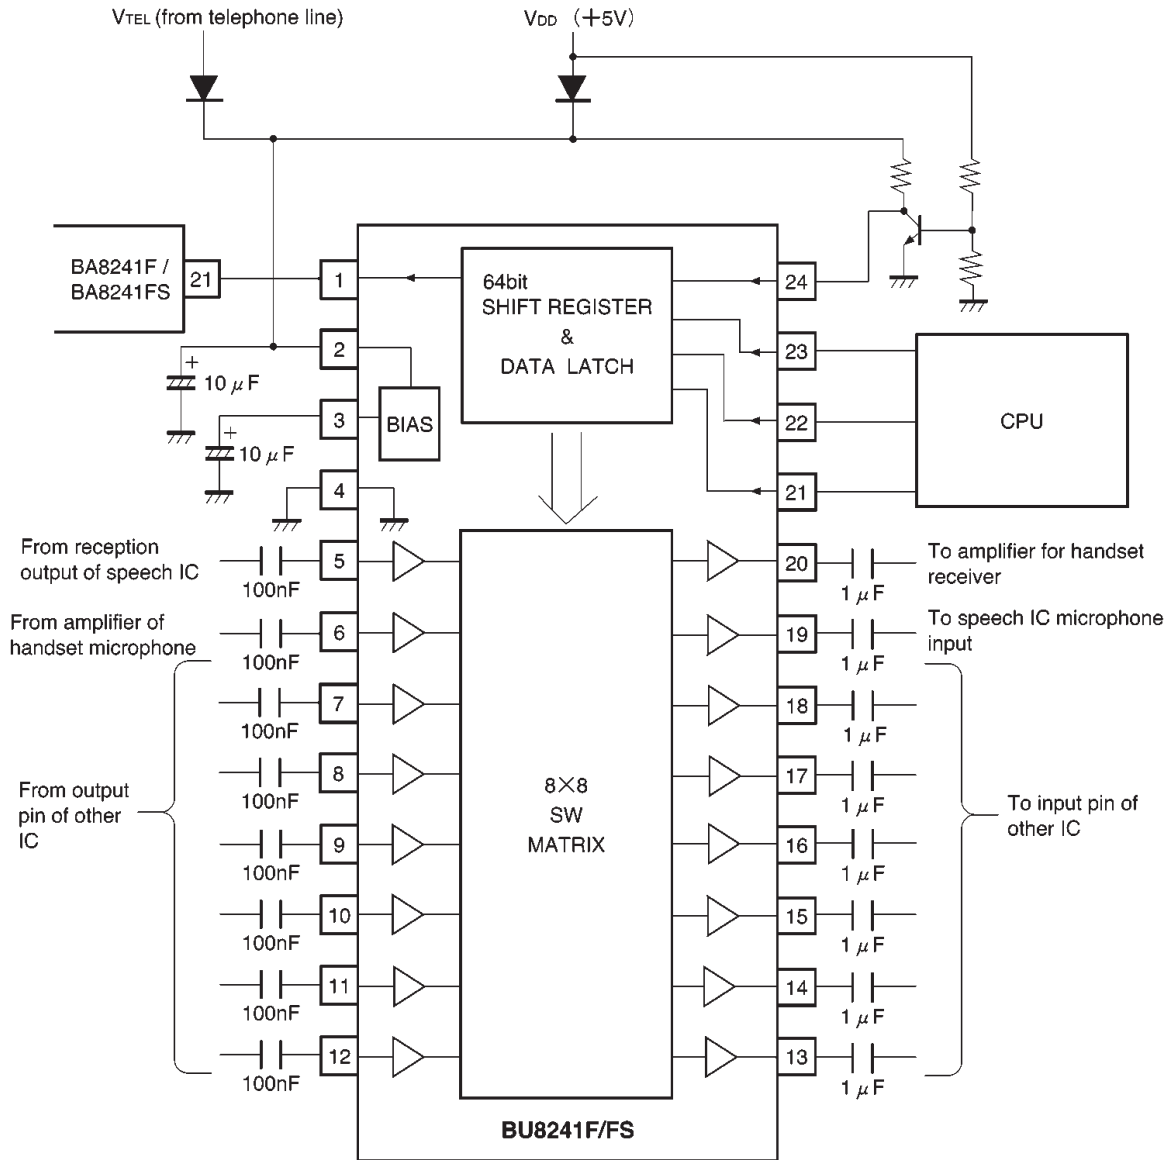 VTEL (from telephone line)
VDD (+5V)
BA8241F /
BA8241FS
21
1
64bit
SHIFT REGISTER
&
DATA LATCH
24
23
22
21
CPU
2
+
10 μF
3
BIAS
+
10 μF
4
From reception
output of speech IC
100nF
5
20
1 μF
To amplifier for handset
receiver
From amplifier of
handset microphone
100nF
6
19
1 μF
To speech IC microphone
input
100nF
7
18
1 μF
100nF
8
17
1 μF
From output
pin of other
IC
8×8
SW
MATRIX
To input pin of
other IC
100nF
9
16
1 μF
100nF
10
15
1 μF
100nF
11
14
1 μF
100nF
12
13
1 μF
BU8241F/FS